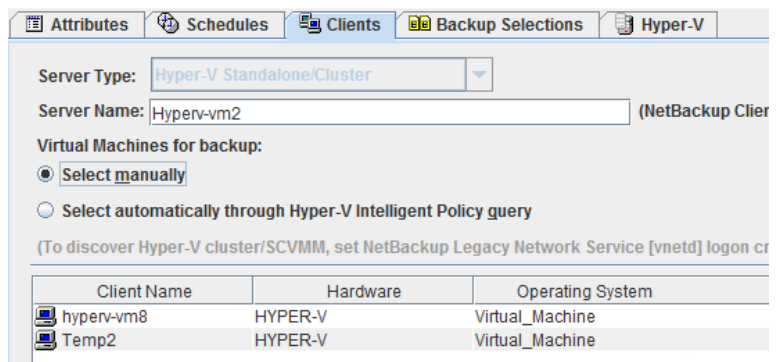 Attributes Schedules Clients Backup Selections Hyper-V
Server Type: Hyper-V Standalone/Cluster
Server Name: Hyperv-vm2 (NetBackup Clien
Virtual Machines for backup:
Select manually
Select automatically through Hyper-V Intelligent Policy query
(To discover Hyper-V cluster/SCVMM, set NetBackup Legacy Network Service [vnetd] logon cr
Client Name Hardware Operating System
hyperv-vm8 HYPER-V Virtual_Machine
Temp2 HYPER-V Virtual_Machine